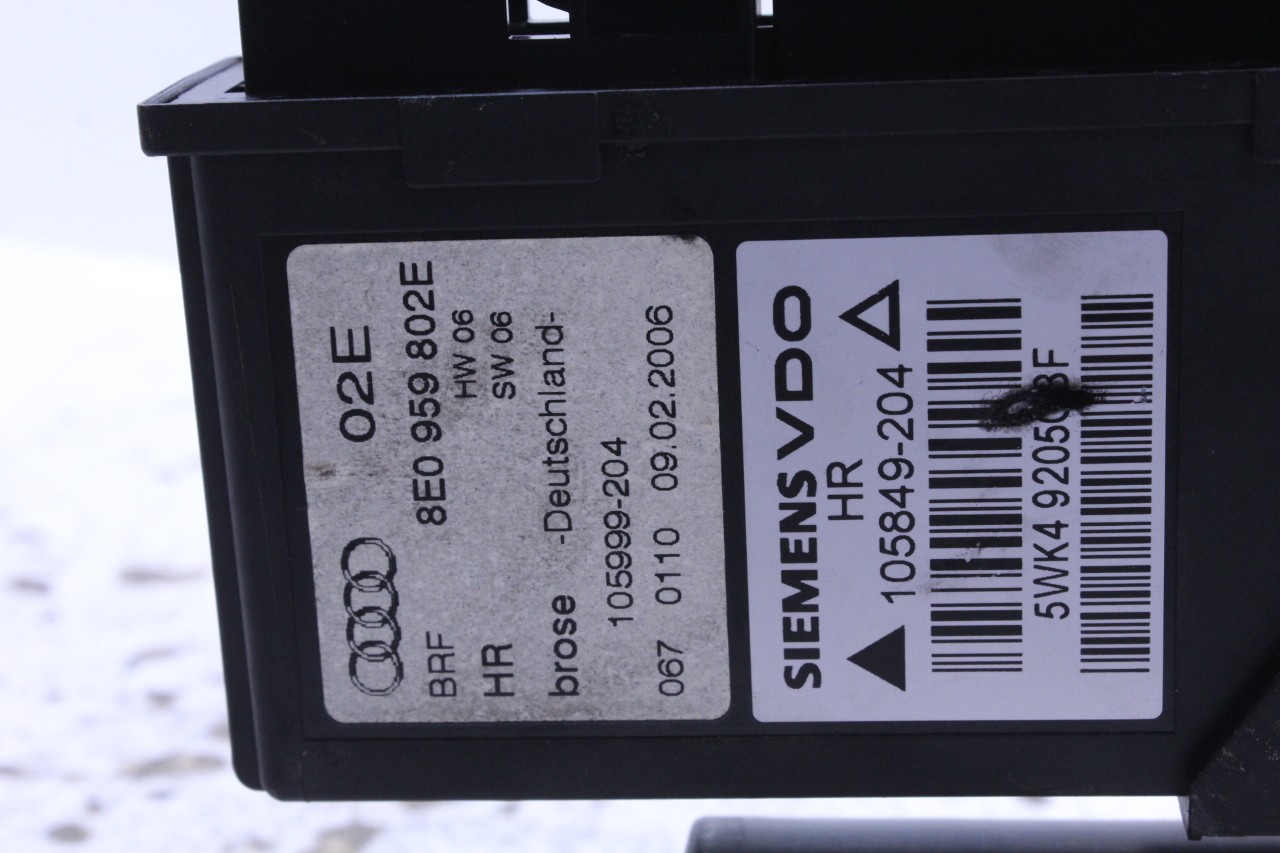 02E
BRF 8E0 959 802E
HW 06
HR SW 06
brose -Deutschland-
105999-204
067 0110 09.02.2006
SIEMENS VDO
HR
105849-204
5WK4